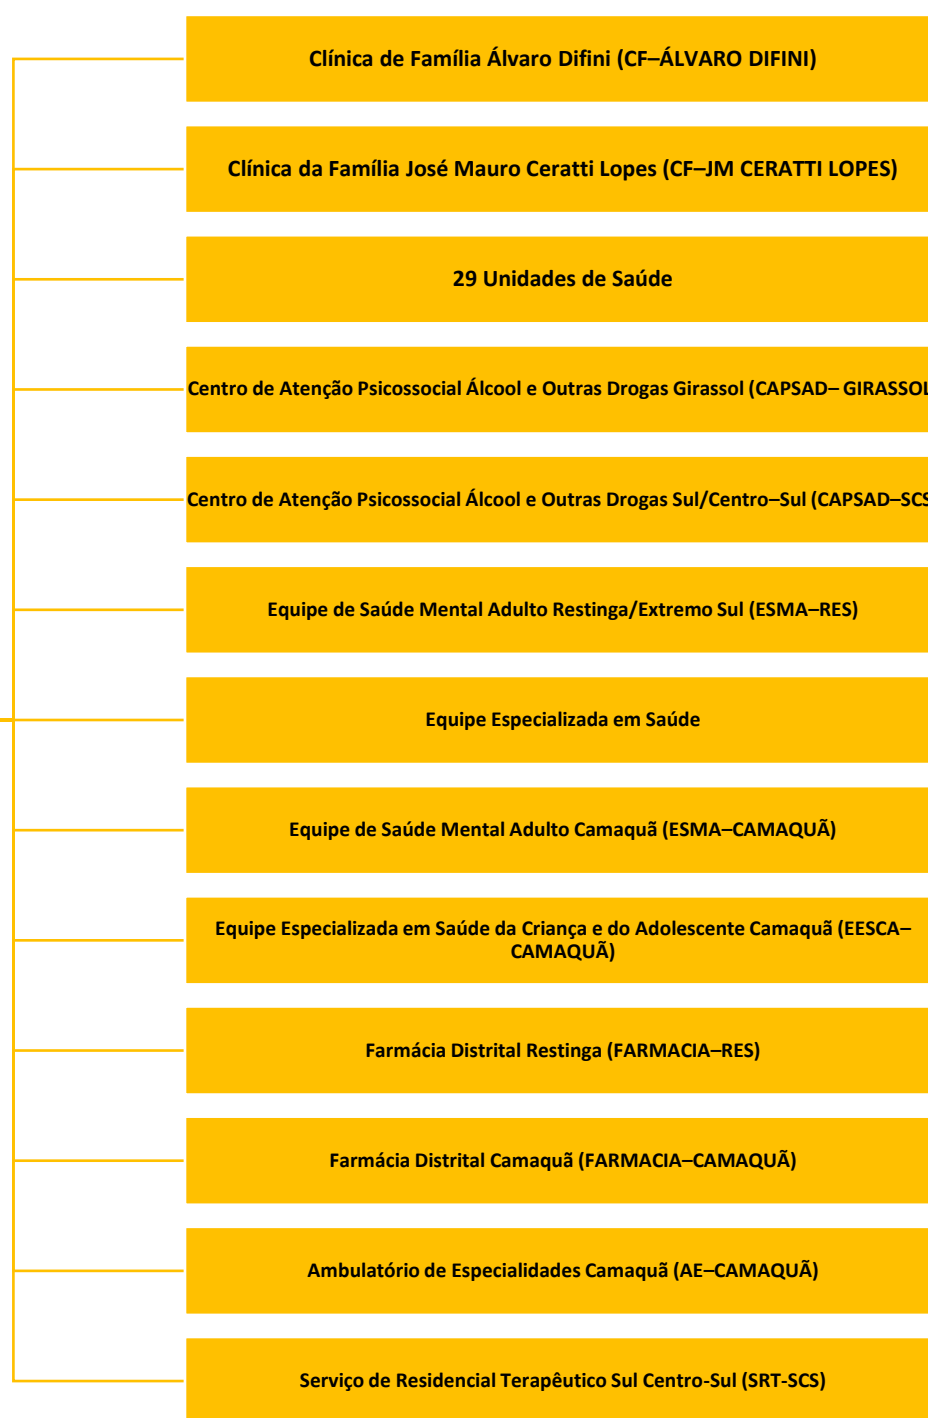 Clínica de Família Álvaro Difini (CF–ÁLVARO DIFINI)
Clínica da Família José Mauro Ceratti Lopes (CF–JM CERATTI LOPES)
29 Unidades de Saúde
Centro de Atenção Psicossocial Álcool e Outras Drogas Girassol (CAPSAD– GIRASSOL
Centro de Atenção Psicossocial Álcool e Outras Drogas Sul/Centro–Sul (CAPSAD–SCS
Equipe de Saúde Mental Adulto Restinga/Extremo Sul (ESMA–RES)
Equipe Especializada em Saúde
Equipe de Saúde Mental Adulto Camaquã (ESMA–CAMAQUÃ)
Equipe Especializada em Saúde da Criança e do Adolescente Camaquã (EESCA–
CAMAQUÃ)
Farmácia Distrital Restinga (FARMACIA–RES)
Farmácia Distrital Camaquã (FARMACIA–CAMAQUÃ)
Ambulatório de Especialidades Camaquã (AE–CAMAQUÃ)
Serviço de Residencial Terapêutico Sul Centro-Sul (SRT-SCS)